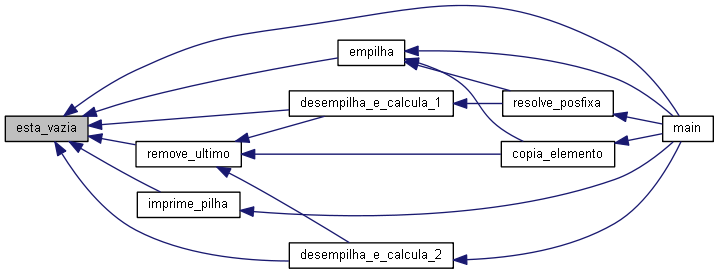 empilha
desempilha_e_calcula_1
resolve_posfixa
esta_vazia
main
remove_ultimo
copia_elemento
imprime_pilha
desempilha_e_calcula_2